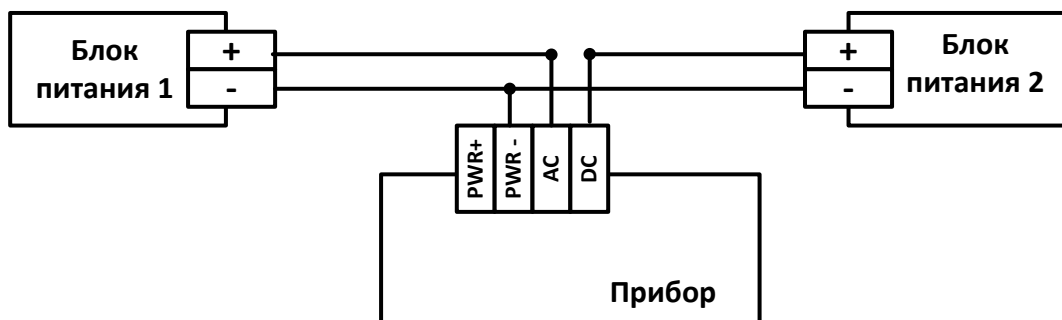 Блок
питания 1
+
-
+
-
Блок
питания 2
PWR+
PWR -
AC
DC
Прибор